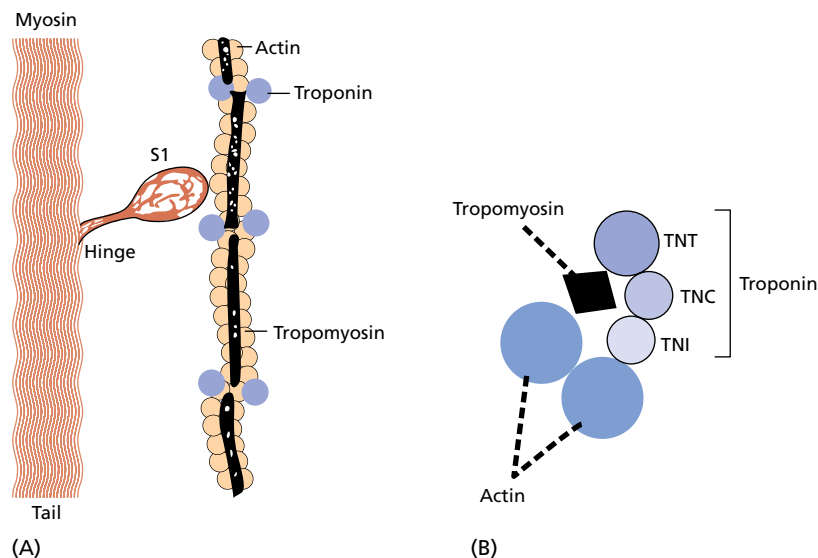 Myosin
Actin
Troponin
S1
Hinge
Tropomyosin
Tail
(A)
Tropomyosin
TNT
TNC
Troponin
TNI
Actin
(B)